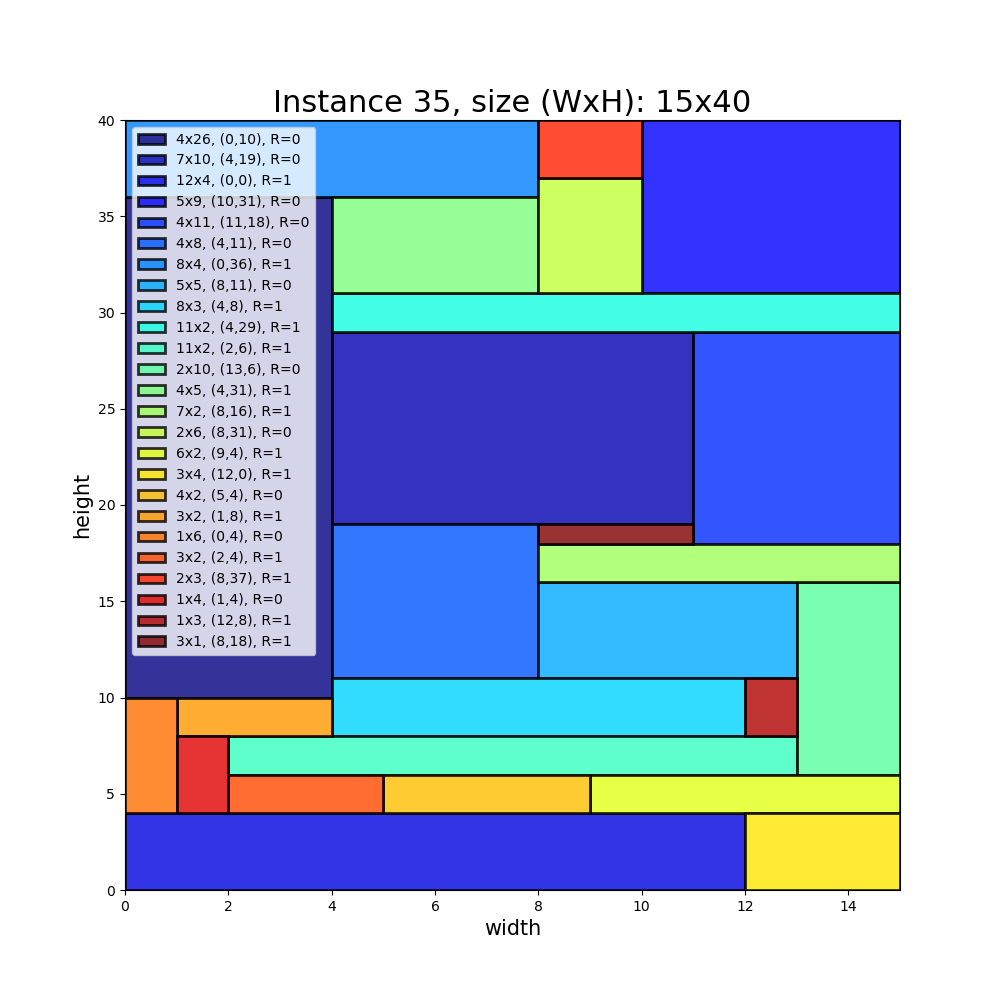 Instance 35, size (WxH): 15x40
40
35
30
25
20
15
10
5
0
height
4x26, (0,10), R=0
7x10, (4,19), R=0
12x4, (0,0), R=1
5x9, (10,31), R=0
4x11, (11,18), R=0
4x8, (4,11), R=0
8x4, (0,36), R=1
5x5, (8,11), R=0
8x3, (4,8), R=1
11x2, (4,29), R=1
11x2, (2,6), R=1
2x10, (13,6), R=0
4x5, (4,31), R=1
7x2, (8,16), R=1
2x6, (8,31), R=0
6x2, (9,4), R=1
3x4, (12,0), R=1
4x2, (5,4), R=0
3x2, (1,8), R=1
1x6, (0,4), R=0
3x2, (2,4), R=1
2x3, (8,37), R=1
1x4, (1,4), R=0
1x3, (12,8), R=1
3x1, (8,18), R=1
0 2 4 6 8 10 12 14
width